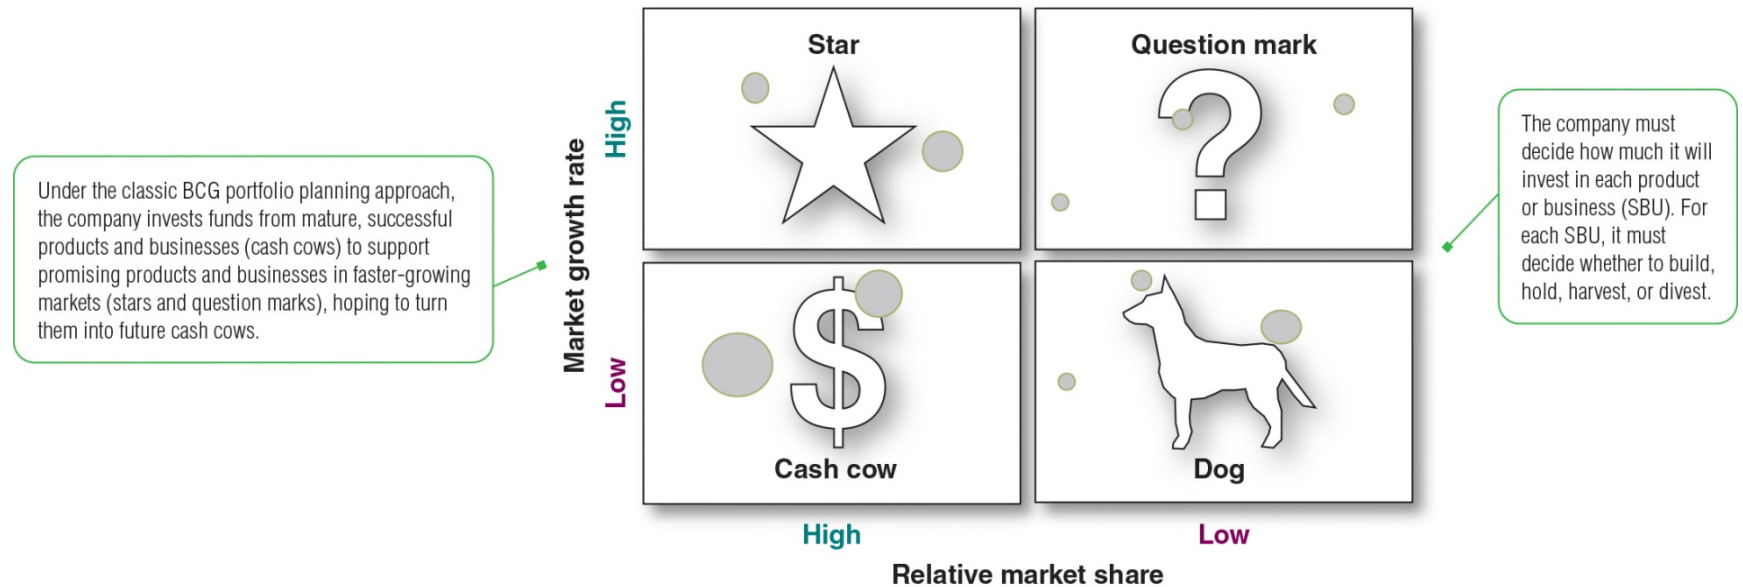 Under the classic BCG portfolio planning approach,
the company invests funds from mature, successful
products and businesses (cash cows) to support
promising products and businesses in faster-growing
markets (stars and question marks), hoping to turn
them into future cash cows.
Market growth rate
High
Low
Star
Question mark
Cash cow
Dog
High
Low
Relative market share
The company must
decide how much it will
invest in each product
or business (SBU). For
each SBU, it must
decide whether to build,
hold, harvest, or divest.